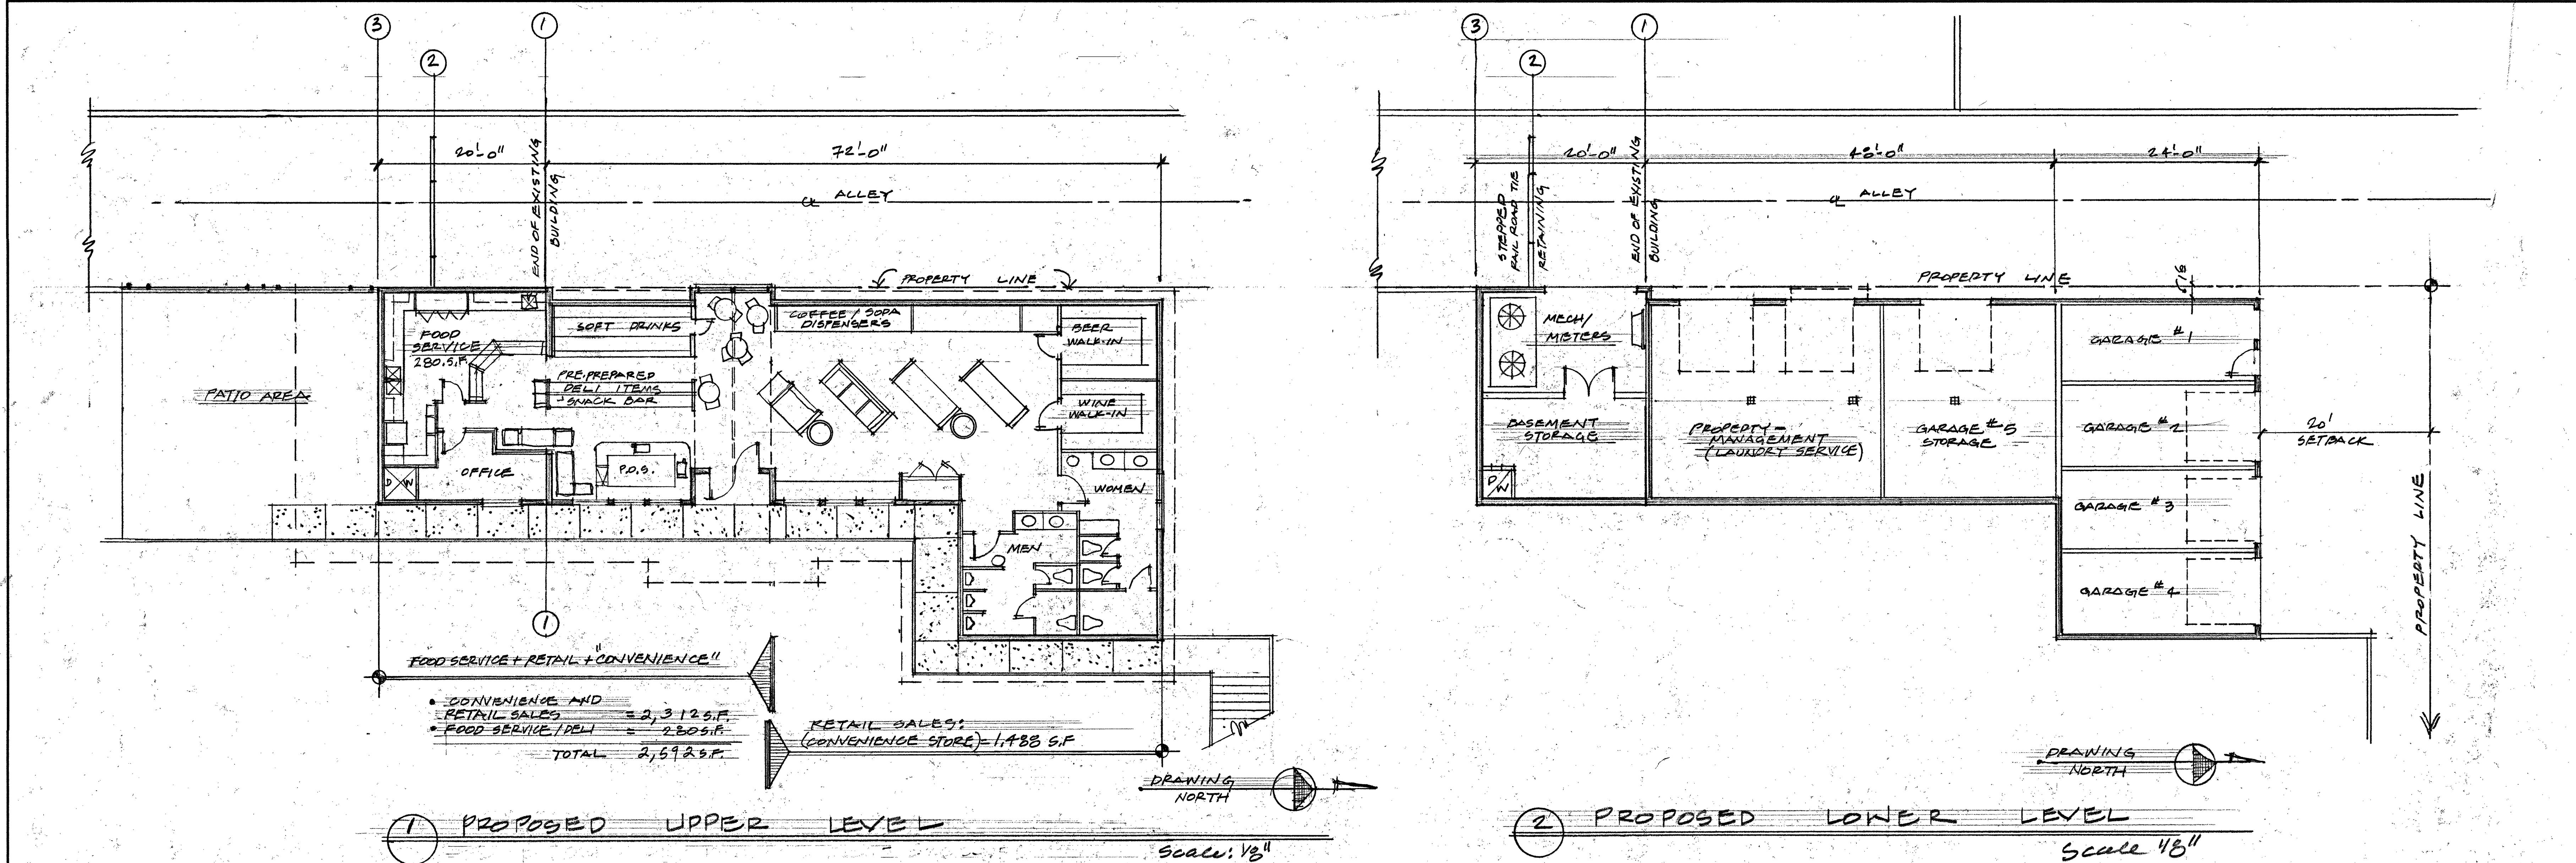 3
1
2
20'-0"
72'-0"
END OF EXISTING
BUILDING
℄ ALLEY
PROPERTY LINE
FOOD
SERVICE
280.S.F.
SOFT DRINKS
PRE-PREPARED
DELI ITEMS
SNACK BAR
COFFEE / SODA
DISPENSERS
BEER
WALK-IN
WINE
WALK-IN
PATIO AREA
OFFICE
P.O.S.
D W
WOMEN
MEN
1
FOOD SERVICE + RETAIL + "CONVENIENCE"
• CONVENIENCE AND
RETAIL SALES = 2,312 S.F.
• FOOD SERVICE / DELI = 280 S.F.
TOTAL 2,592 S.F.
RETAIL SALES:
(CONVENIENCE STORE) = 1,488 S.F
DRAWING
NORTH
1 PROPOSED UPPER LEVEL
Scale: 1/8"
3
1
2
20'-0"
48'-0"
24'-0"
STEPPED
RAIL ROAD TIE
RETAINING
END OF EXISTING
BUILDING
℄ ALLEY
PROPERTY LINE
MECH/
METERS
BASEMENT
STORAGE
D/W
PROPERTY -
MANAGEMENT
(LAUNDRY SERVICE)
GARAGE #5
STORAGE
GARAGE #1
GARAGE #2
GARAGE #3
GARAGE #4
20'
SETBACK
PROPERTY LINE
DRAWING
NORTH
2 PROPOSED LOWER LEVEL
Scale 1/8"